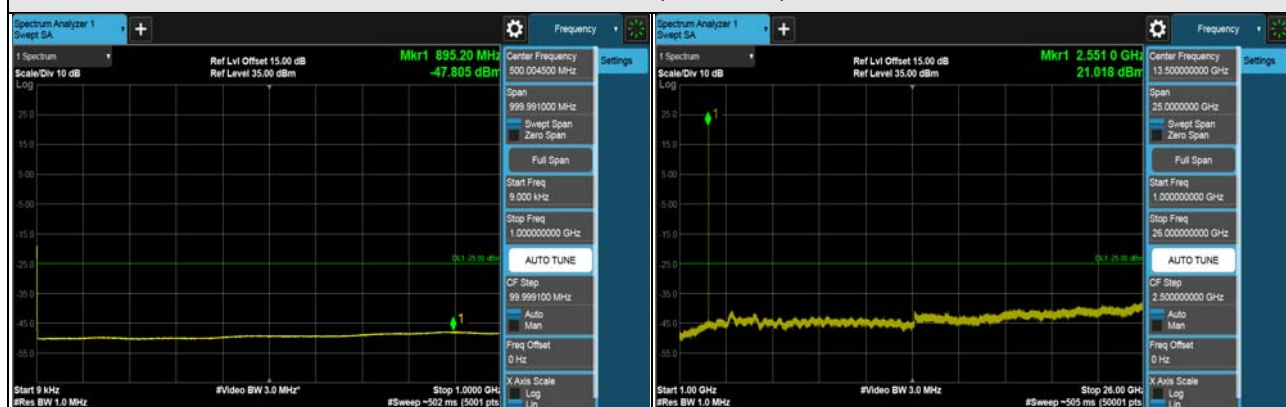 Spectrum Analyzer 1
Swept SA
+
Frequency
1 Spectrum
Scale/Div 10 dB
Log
Ref Lvl Offset 15.00 dB
Ref Level 35.00 dBm
Mkr1 895.20 MHz
-47.805 dBm
25.0
15.0
5.00
-5.00
-15.0
-25.0
-35.0
-45.0
-55.0
DL1 -25.00 dBm
1
Start 9 kHz
#Res BW 1.0 MHz
#Video BW 3.0 MHz*
Stop 1.0000 GHz
#Sweep ~502 ms (5001 pts
Center Frequency
500.004500 MHz
Span
999.991000 MHz
Swept Span
Zero Span
Full Span
Start Freq
9.000 kHz
Stop Freq
1.000000000 GHz
AUTO TUNE
CF Step
99.999100 MHz
Auto
Man
Freq Offset
0 Hz
X Axis Scale
Log
Lin
Settings
Spectrum Analyzer 1
Swept SA
+
Frequency
1 Spectrum
Scale/Div 10 dB
Log
Ref Lvl Offset 15.00 dB
Ref Level 35.00 dBm
Mkr1 2.551 0 GHz
21.018 dBm
25.0
15.0
5.00
-5.00
-15.0
-25.0
-35.0
-45.0
-55.0
DL1 -25.00 dBm
1
Start 1.00 GHz
#Res BW 1.0 MHz
#Video BW 3.0 MHz
Stop 26.00 GHz
#Sweep ~505 ms (50001 pts
Center Frequency
13.500000000 GHz
Span
25.0000000 GHz
Swept Span
Zero Span
Full Span
Start Freq
1.000000000 GHz
Stop Freq
26.000000000 GHz
AUTO TUNE
CF Step
2.500000000 GHz
Auto
Man
Freq Offset
0 Hz
X Axis Scale
Log
Lin
Settings